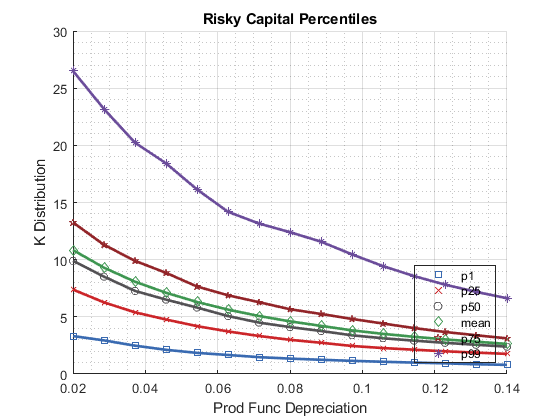 Risky Capital Percentiles
30
25
20
15
10
5
0
K Distribution
0.02 0.04 0.06 0.08 0.1 0.12 0.14
Prod Func Depreciation
p1
p25
p50
mean
p75
p99